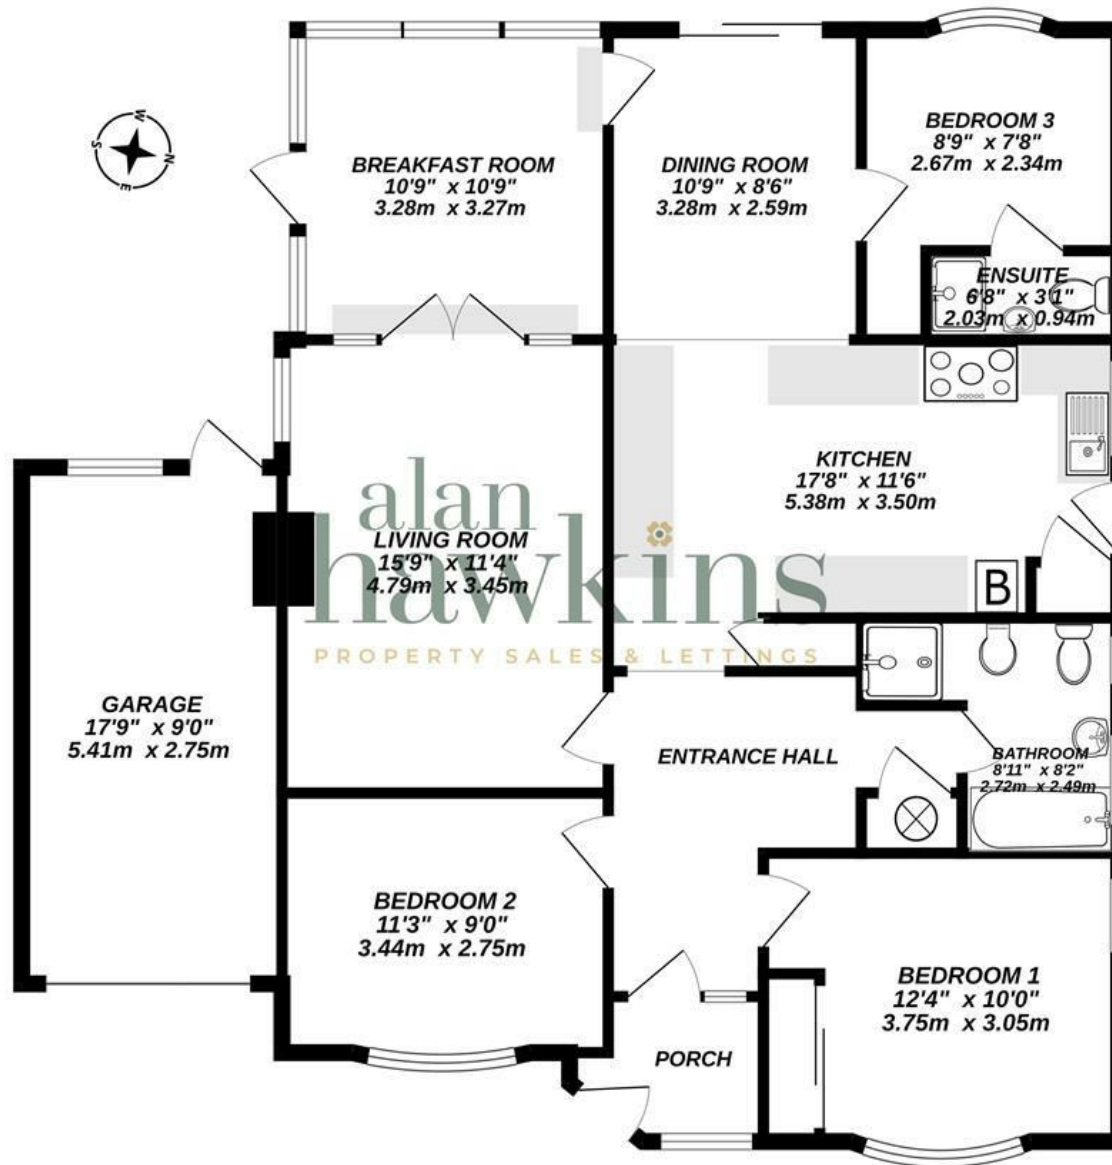 W
S
N
E
BREAKFAST ROOM
10'9" x 10'9"
3.28m x 3.27m
DINING ROOM
10'9" x 8'6"
3.28m x 2.59m
BEDROOM 3
8'9" x 7'8"
2.67m x 2.34m
ENSUITE
6'8" x 3'1"
2.03m x 0.94m
KITCHEN
17'8" x 11'6"
5.38m x 3.50m
B
alan
hawkins
PROPERTY SALES & LETTINGS
LIVING ROOM
15'9" x 11'4"
4.79m x 3.45m
GARAGE
17'9" x 9'0"
5.41m x 2.75m
ENTRANCE HALL
BATHROOM
8'11" x 8'2"
2.72m x 2.49m
BEDROOM 2
11'3" x 9'0"
3.44m x 2.75m
BEDROOM 1
12'4" x 10'0"
3.75m x 3.05m
PORCH